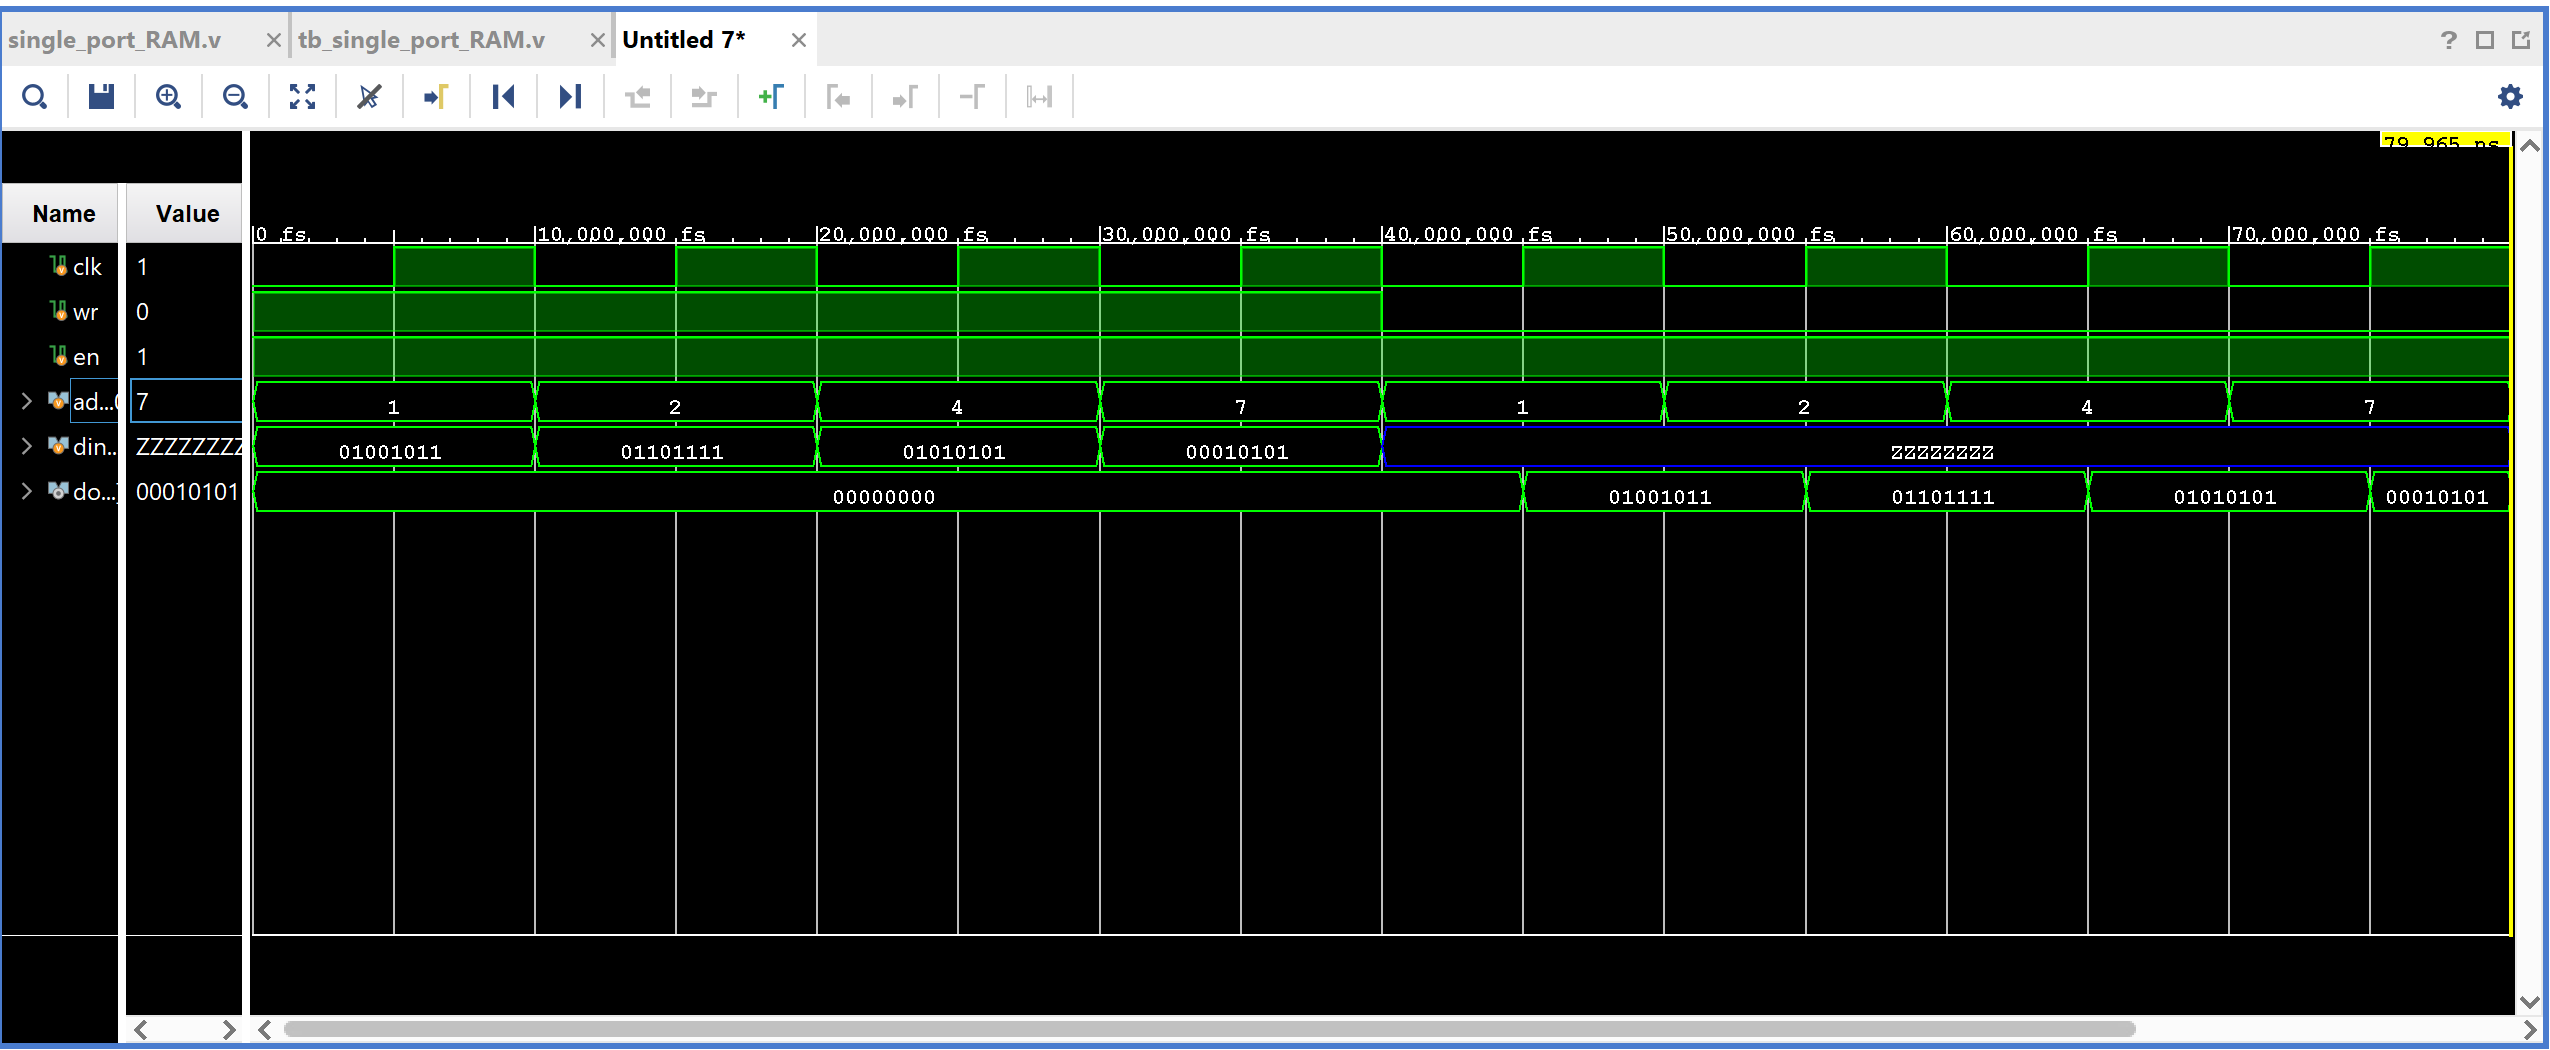 single_port_RAM.v × tb_single_port_RAM.v × Untitled 7* × ?
79.965 ns
Name Value
0 fs 10,000,000 fs 20,000,000 fs 30,000,000 fs 40,000,000 fs 50,000,000 fs 60,000,000 fs 70,000,000 fs
clk 1
wr 0
en 1
ad... 7 1 2 4 7 1 2 4 7
din.. ZZZZZZZZ 01001011 01101111 01010101 00010101 ZZZZZZZZ
do... 00010101 00000000 01001011 01101111 01010101 00010101